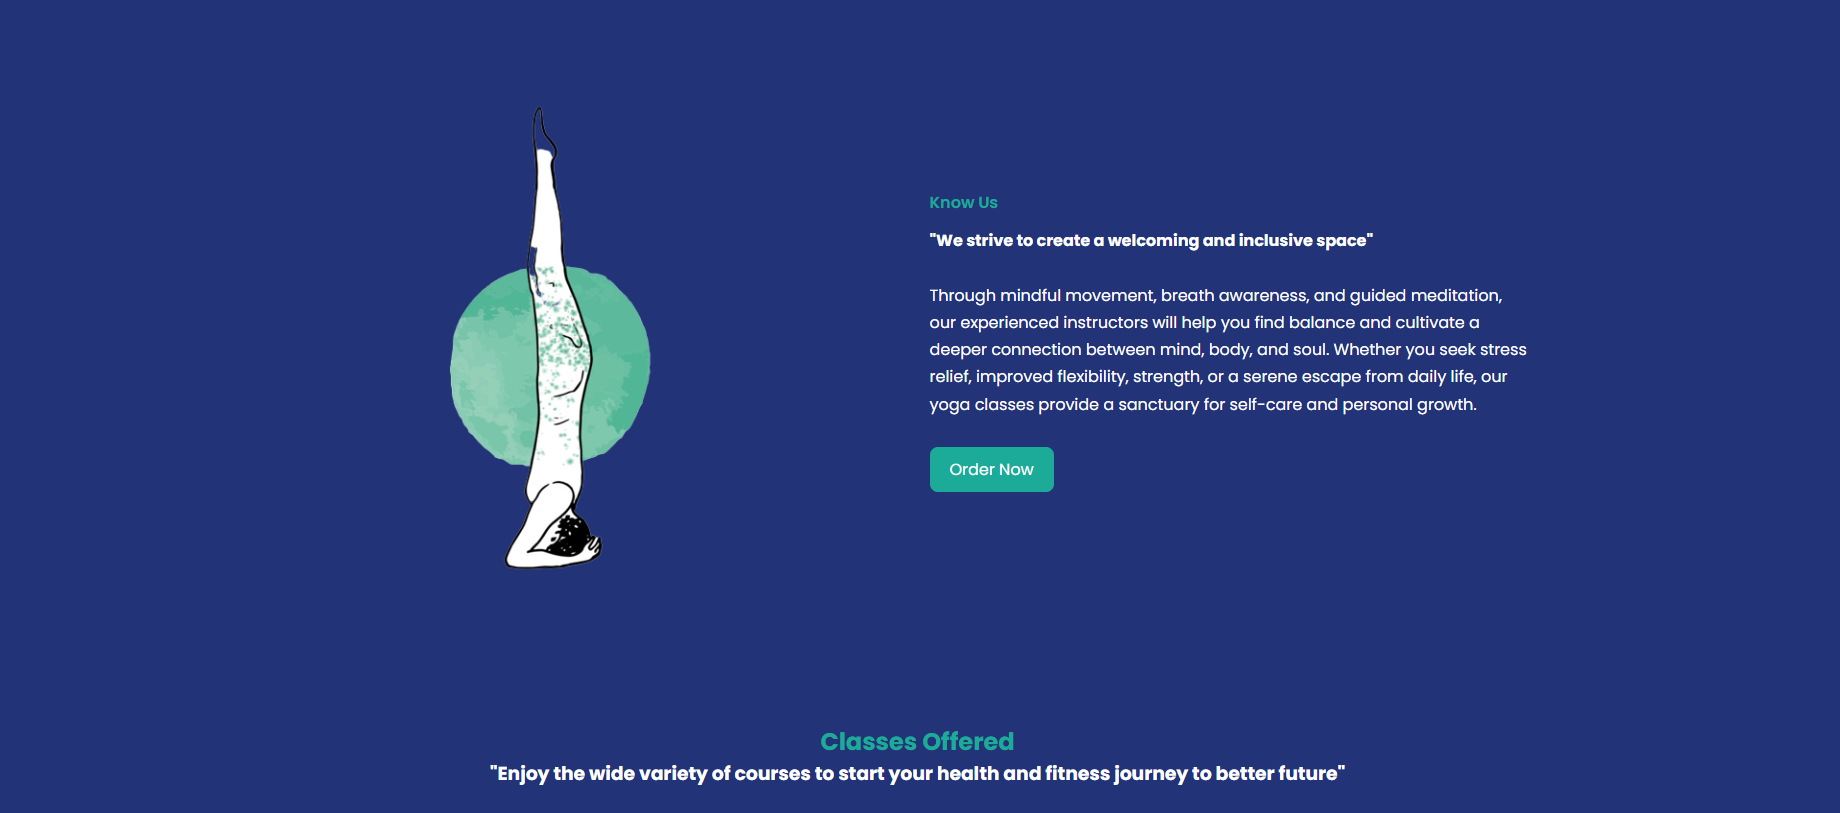 Know Us
"We strive to create a welcoming and inclusive space"
Through mindful movement, breath awareness, and guided meditation,
our experienced instructors will help you find balance and cultivate a
deeper connection between mind, body, and soul. Whether you seek stress
relief, improved flexibility, strength, or a serene escape from daily life, our
yoga classes provide a sanctuary for self-care and personal growth.
Order Now
Classes Offered
"Enjoy the wide variety of courses to start your health and fitness journey to better future"